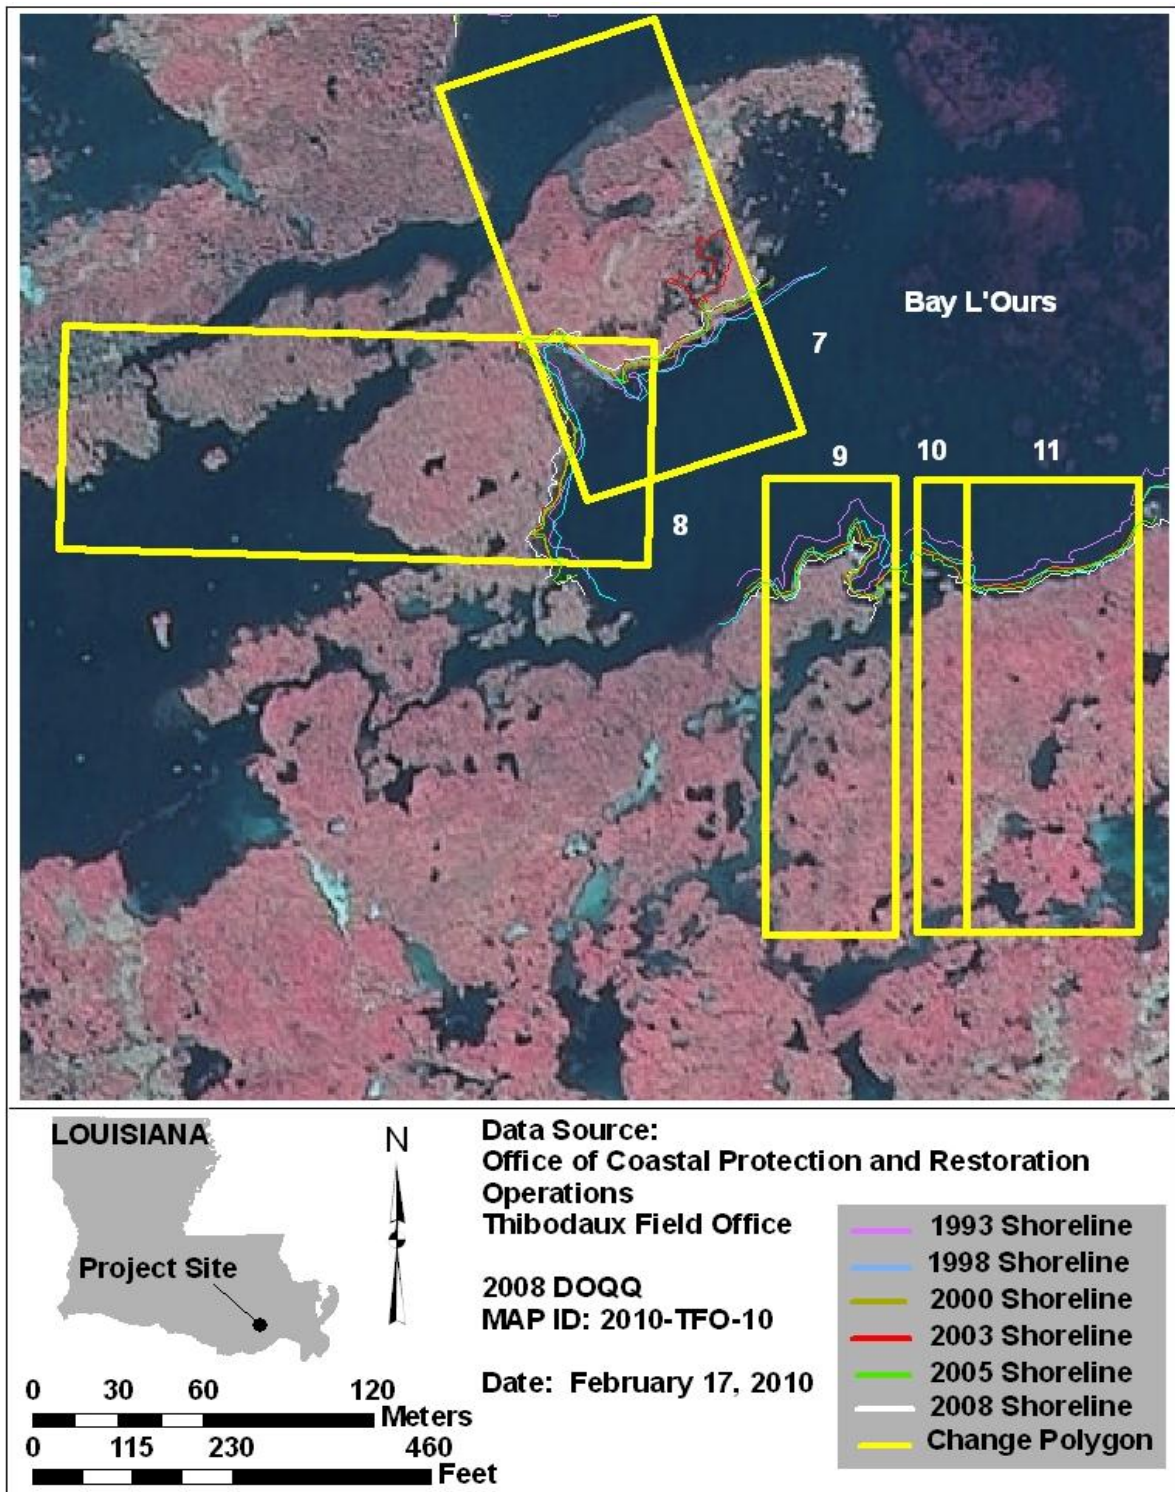 Bay L'Ours
7
9
10
11
8
LOUISIANA
Project Site
N
Data Source:
Office of Coastal Protection and Restoration
Operations
Thibodaux Field Office
2008 DOQQ
MAP ID: 2010-TFO-10
Date: February 17, 2010
0 30 60 120
Meters
0 115 230 460
Feet
1993 Shoreline
1998 Shoreline
2000 Shoreline
2003 Shoreline
2005 Shoreline
2008 Shoreline
Change Polygon